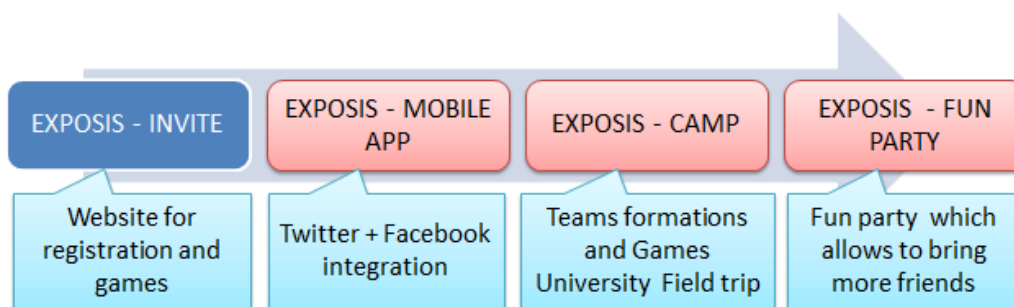 EXPOSIS - INVITE
EXPOSIS - MOBILE
APP
EXPOSIS - CAMP
EXPOSIS - FUN
PARTY
Website for
registration and
games
Twitter + Facebook
integration
Teams formations
and Games
University Field trip
Fun party which
allows to bring
more friends